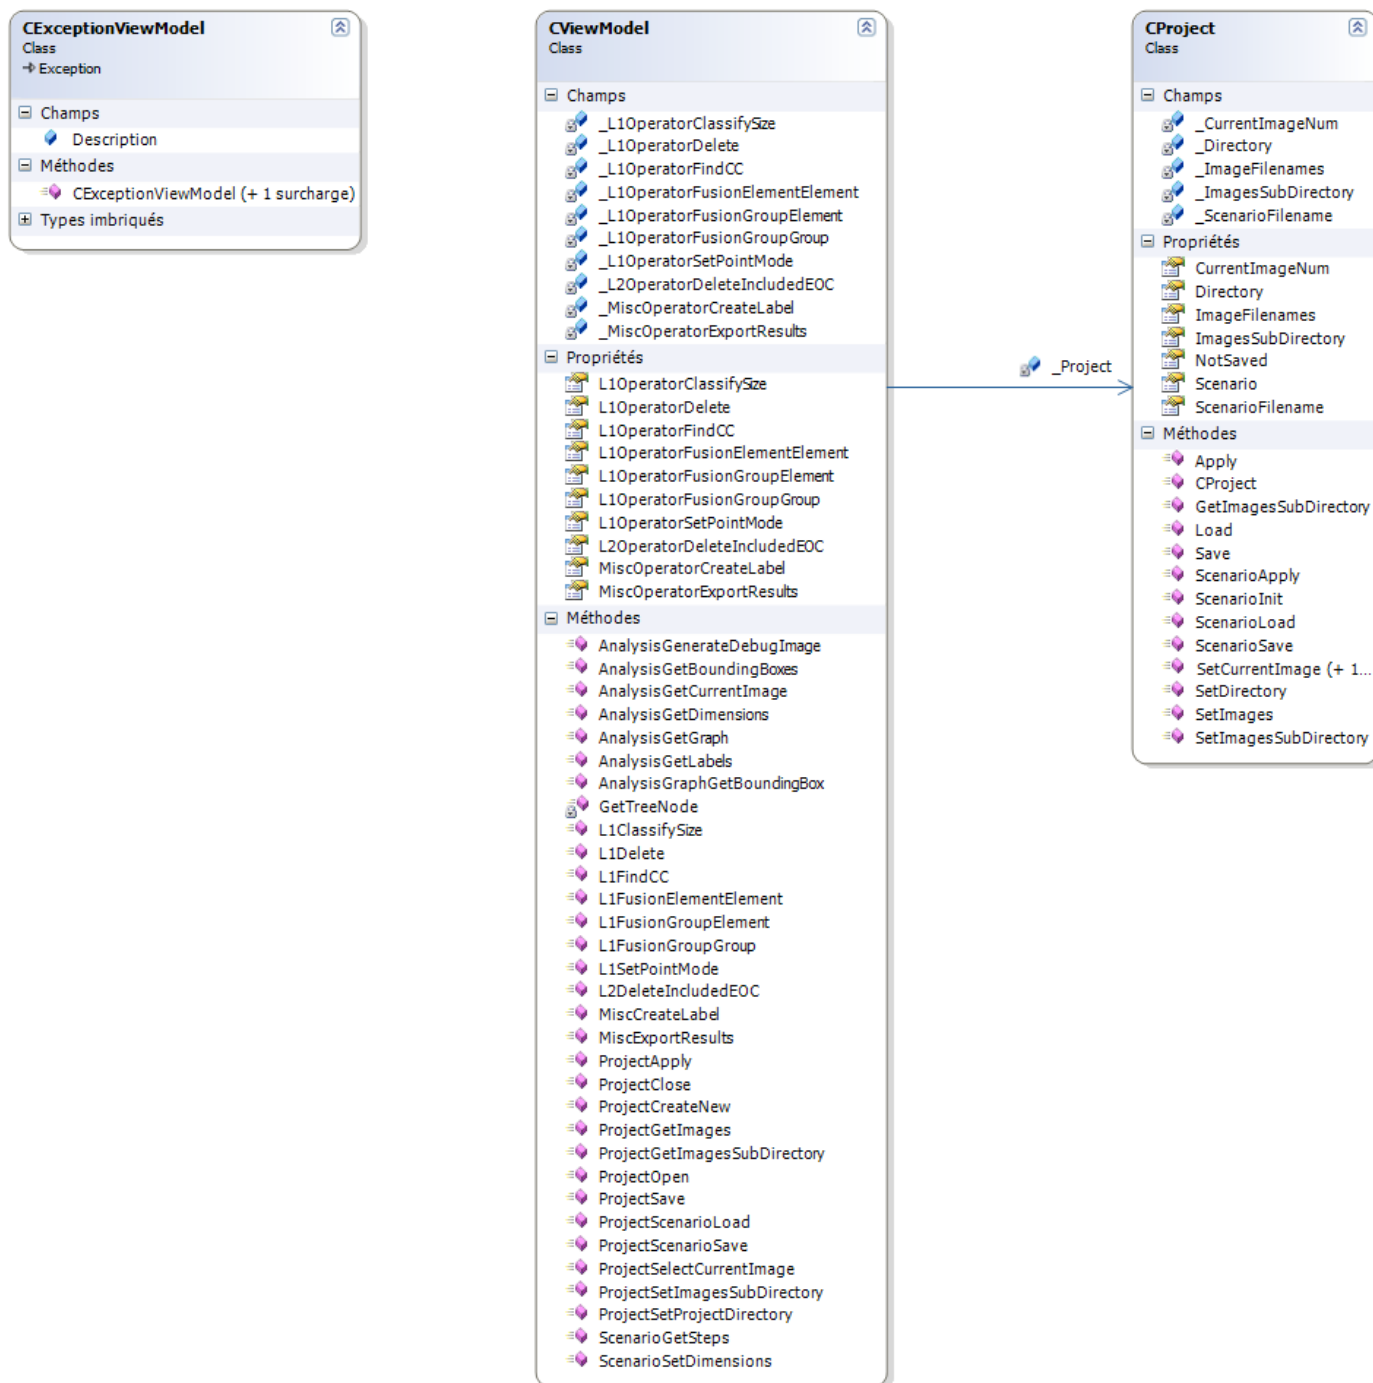 CExceptionViewModel
Class
Exception
Champs
Description
Méthodes
CExceptionViewModel (+ 1 surcharge)
Types imbriqués
CViewModel
Class
Champs
_L1OperatorClassifySize
_L1OperatorDelete
_L1OperatorFindCC
_L1OperatorFusionElementElement
_L1OperatorFusionGroupElement
_L1OperatorFusionGroupGroup
_L1OperatorSetPointMode
_L2OperatorDeleteIncludedEOC
_MiscOperatorCreateLabel
_MiscOperatorExportResults
Propriétés
L1OperatorClassifySize
L1OperatorDelete
L1OperatorFindCC
L1OperatorFusionElementElement
L1OperatorFusionGroupElement
L1OperatorFusionGroupGroup
L1OperatorSetPointMode
L2OperatorDeleteIncludedEOC
MiscOperatorCreateLabel
MiscOperatorExportResults
Méthodes
AnalysisGenerateDebugImage
AnalysisGetBoundingBoxes
AnalysisGetCurrentImage
AnalysisGetDimensions
AnalysisGetGraph
AnalysisGetLabels
AnalysisGraphGetBoundingBox
GetTreeNode
L1ClassifySize
L1Delete
L1FindCC
L1FusionElementElement
L1FusionGroupElement
L1FusionGroupGroup
L1SetPointMode
L2DeleteIncludedEOC
MiscCreateLabel
MiscExportResults
ProjectApply
ProjectClose
ProjectCreateNew
ProjectGetImages
ProjectGetImagesSubDirectory
ProjectOpen
ProjectSave
ProjectScenarioLoad
ProjectScenarioSave
ProjectSelectCurrentImage
ProjectSetImagesSubDirectory
ProjectSetProjectDirectory
ScenarioGetSteps
ScenarioSetDimensions
_Project
CProject
Class
Champs
_CurrentImageNum
_Directory
_ImageFilenames
_ImagesSubDirectory
_ScenarioFilename
Propriétés
CurrentImageNum
Directory
ImageFilenames
ImagesSubDirectory
NotSaved
Scenario
ScenarioFilename
Méthodes
Apply
CProject
GetImagesSubDirectory
Load
Save
ScenarioApply
ScenarioInit
ScenarioLoad
ScenarioSave
SetCurrentImage (+ 1...
SetDirectory
SetImages
SetImagesSubDirectory